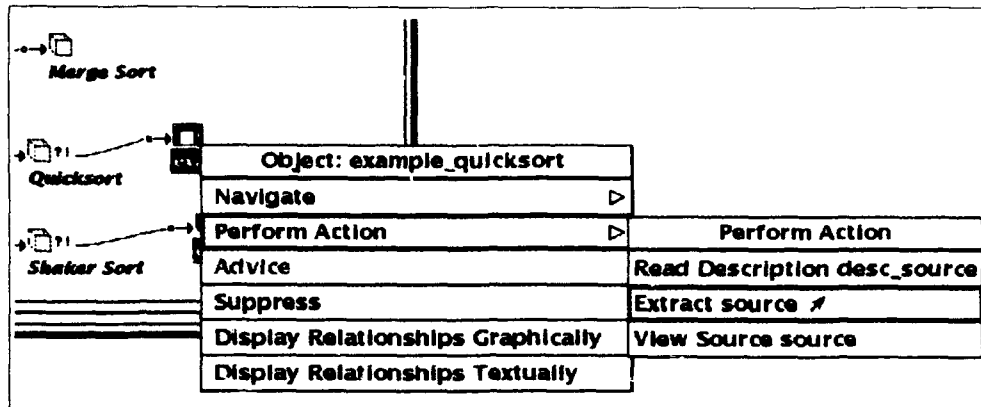 Merge Sort
?!
Quicksort
?!
Shaker Sort
Object: example_quicksort
Navigate
Perform Action
Advice
Suppress
Display Relationships Graphically
Display Relationships Textually
Perform Action
Read Description desc_source
Extract source
View Source source